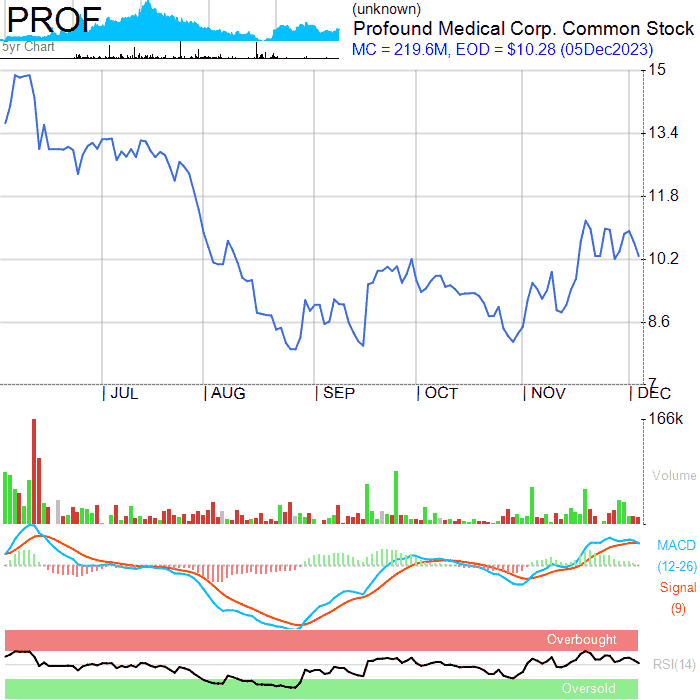 PROF
(unknown)
Profound Medical Corp. Common Stock
5yr Chart
MC = 219.6M, EOD = $10.28 (05Dec2023)
15
13.4
11.8
10.2
8.6
7
| JUL | AUG | SEP | OCT | NOV | DEC
166k
Volume
MACD
(12-26)
Signal
(9)
Overbought
RSI(14)
Oversold